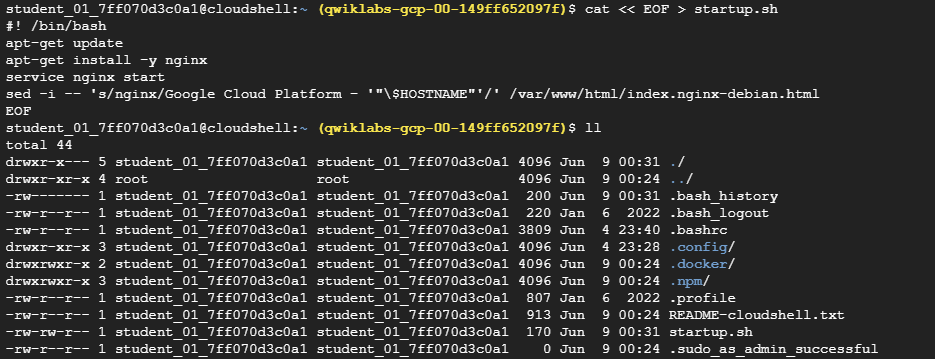 student_01_7ff070d3c0a1@cloudshell:~ (qwiklabs-gcp-00-149ff652097f)$ cat << EOF > startup.sh
#! /bin/bash
apt-get update
apt-get install -y nginx
service nginx start
sed -i -- 's/nginx/Google Cloud Platform - '"\$HOSTNAME"'/' /var/www/html/index.nginx-debian.html
EOF
student_01_7ff070d3c0a1@cloudshell:~ (qwiklabs-gcp-00-149ff652097f)$ ll
total 44
drwxr-x--- 5 student_01_7ff070d3c0a1 student_01_7ff070d3c0a1 4096 Jun  9 00:31 ./
drwxr-xr-x 4 root                    root                    4096 Jun  9 00:24 ../
-rw------- 1 student_01_7ff070d3c0a1 student_01_7ff070d3c0a1  200 Jun  9 00:31 .bash_history
-rw-r--r-- 1 student_01_7ff070d3c0a1 student_01_7ff070d3c0a1  220 Jan  6  2022 .bash_logout
-rw-r--r-- 1 student_01_7ff070d3c0a1 student_01_7ff070d3c0a1 3809 Jun  4 23:40 .bashrc
drwxr-xr-x 3 student_01_7ff070d3c0a1 student_01_7ff070d3c0a1 4096 Jun  4 23:28 .config/
drwxrwxr-x 2 student_01_7ff070d3c0a1 student_01_7ff070d3c0a1 4096 Jun  9 00:24 .docker/
drwxrwxr-x 3 student_01_7ff070d3c0a1 student_01_7ff070d3c0a1 4096 Jun  9 00:24 .npm/
-rw-r--r-- 1 student_01_7ff070d3c0a1 student_01_7ff070d3c0a1  807 Jan  6  2022 .profile
-rw-r--r-- 1 student_01_7ff070d3c0a1 student_01_7ff070d3c0a1  913 Jun  9 00:24 README-cloudshell.txt
-rw-rw-r-- 1 student_01_7ff070d3c0a1 student_01_7ff070d3c0a1  170 Jun  9 00:31 startup.sh
-rw-r--r-- 1 student_01_7ff070d3c0a1 student_01_7ff070d3c0a1    0 Jun  9 00:24 .sudo_as_admin_successful